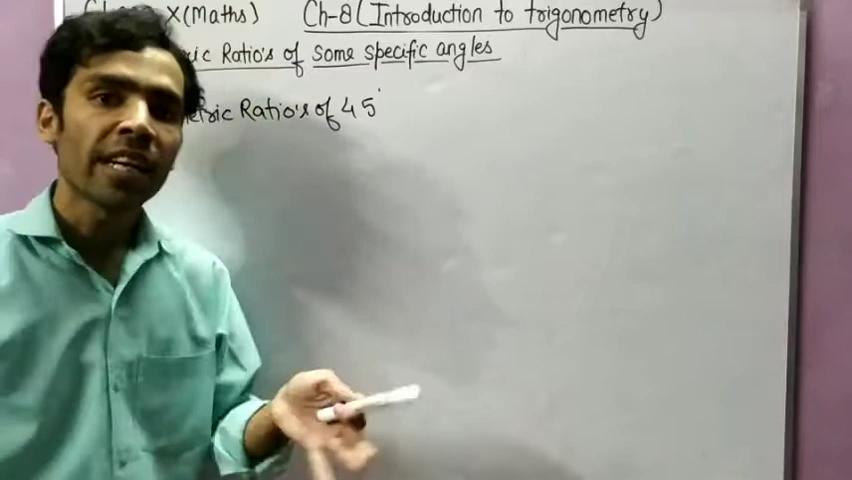 X(Maths) Ch-8(Introduction to trigonometry)
Ratio's of some specific angles
Ratio's of 45°